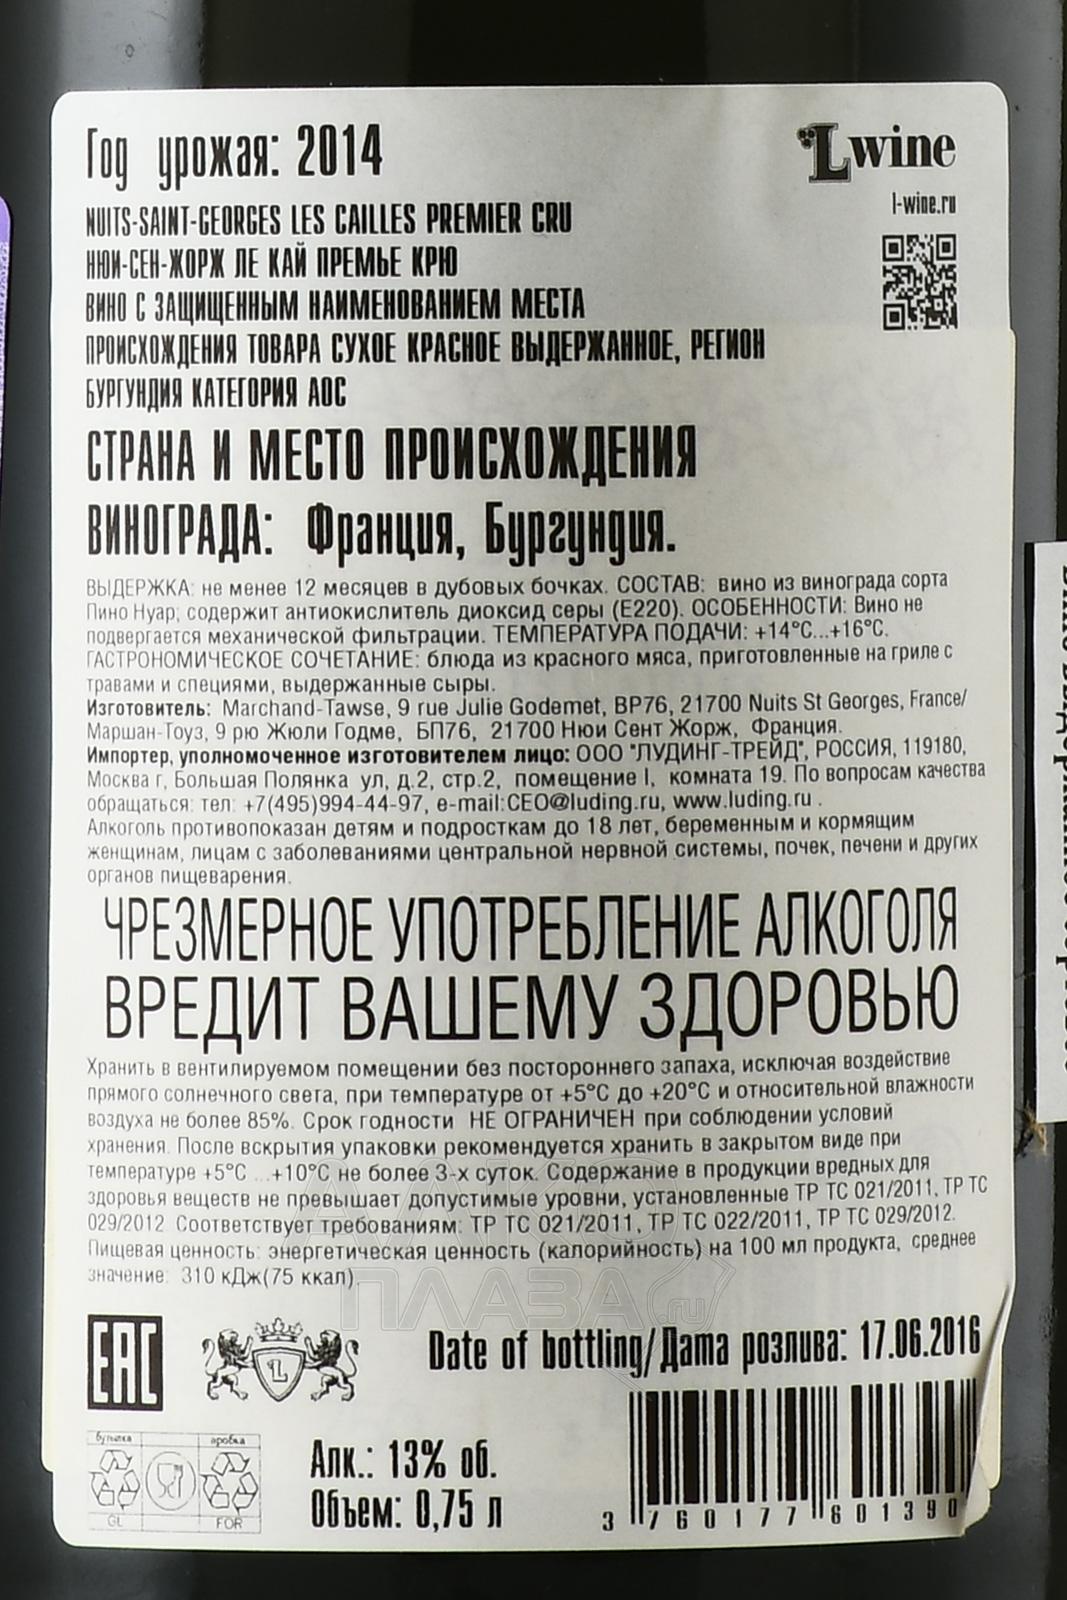 Год урожая: 2014
Lwine
l-wine.ru
NUITS-SAINT-GEORGES LES CAILLES PREMIER CRU
НЮИ-СЕН-ЖОРЖ ЛЕ КАЙ ПРЕМЬЕ КРЮ
ВИНО С ЗАЩИЩЕННЫМ НАИМЕНОВАНИЕМ МЕСТА
ПРОИСХОЖДЕНИЯ ТОВАРА СУХОЕ КРАСНОЕ ВЫДЕРЖАННОЕ, РЕГИОН
БУРГУНДИЯ КАТЕГОРИЯ АОС
СТРАНА И МЕСТО ПРОИСХОЖДЕНИЯ
ВИНОГРАДА: Франция, Бургундия.
ВЫДЕРЖКА: не менее 12 месяцев в дубовых бочках. СОСТАВ: вино из винограда сорта
Пино Нуар; содержит антиокислитель диоксид серы (Е220). ОСОБЕННОСТИ: Вино не
подвергается механической фильтрации. ТЕМПЕРАТУРА ПОДАЧИ: +14°С...+16°С.
ГАСТРОНОМИЧЕСКОЕ СОЧЕТАНИЕ: блюда из красного мяса, приготовленные на гриле с
травами и специями, выдержанные сыры.
Изготовитель: Marchand-Tawse, 9 rue Julie Godemet, BP76, 21700 Nuits St Georges, France/
Маршан-Тоуз, 9 рю Жюли Годме, БП76, 21700 Нюи Сент Жорж, Франция.
Импортер, уполномоченное изготовителем лицо: ООО "ЛУДИНГ-ТРЕЙД", РОССИЯ, 119180,
Москва г, Большая Полянка ул, д.2, стр.2, помещение I, комната 19. По вопросам качества
обращаться: тел: +7(495)994-44-97, e-mail:CEO@luding.ru, www.luding.ru .
Алкоголь противопоказан детям и подросткам до 18 лет, беременным и кормящим
женщинам, лицам с заболеваниями центральной нервной системы, почек, печени и других
органов пищеварения.
ЧРЕЗМЕРНОЕ УПОТРЕБЛЕНИЕ АЛКОГОЛЯ
ВРЕДИТ ВАШЕМУ ЗДОРОВЬЮ
Хранить в вентилируемом помещении без постороннего запаха, исключая воздействие
прямого солнечного света, при температуре от +5°С до +20°С и относительной влажности
воздуха не более 85%. Срок годности НЕ ОГРАНИЧЕН при соблюдении условий
хранения. После вскрытия упаковки рекомендуется хранить в закрытом виде при
температуре +5°С ...+10°С не более 3-х суток. Содержание в продукции вредных для
здоровья веществ не превышает допустимые уровни, установленные ТР ТС 021/2011, ТР ТС
029/2012. Соответствует требованиям: ТР ТС 021/2011, ТР ТС 022/2011, ТР ТС 029/2012.
Пищевая ценность: энергетическая ценность (калорийность) на 100 мл продукта, среднее
значение: 310 кДж(75 ккал).
АЛКО
ПЛАЗА.ru
EAC
L
Date of bottling/Дата розлива: 17.06.2016
бутылка
GL
FOR
Алк.: 13% об.
Объем: 0,75 л
3 760177 601390